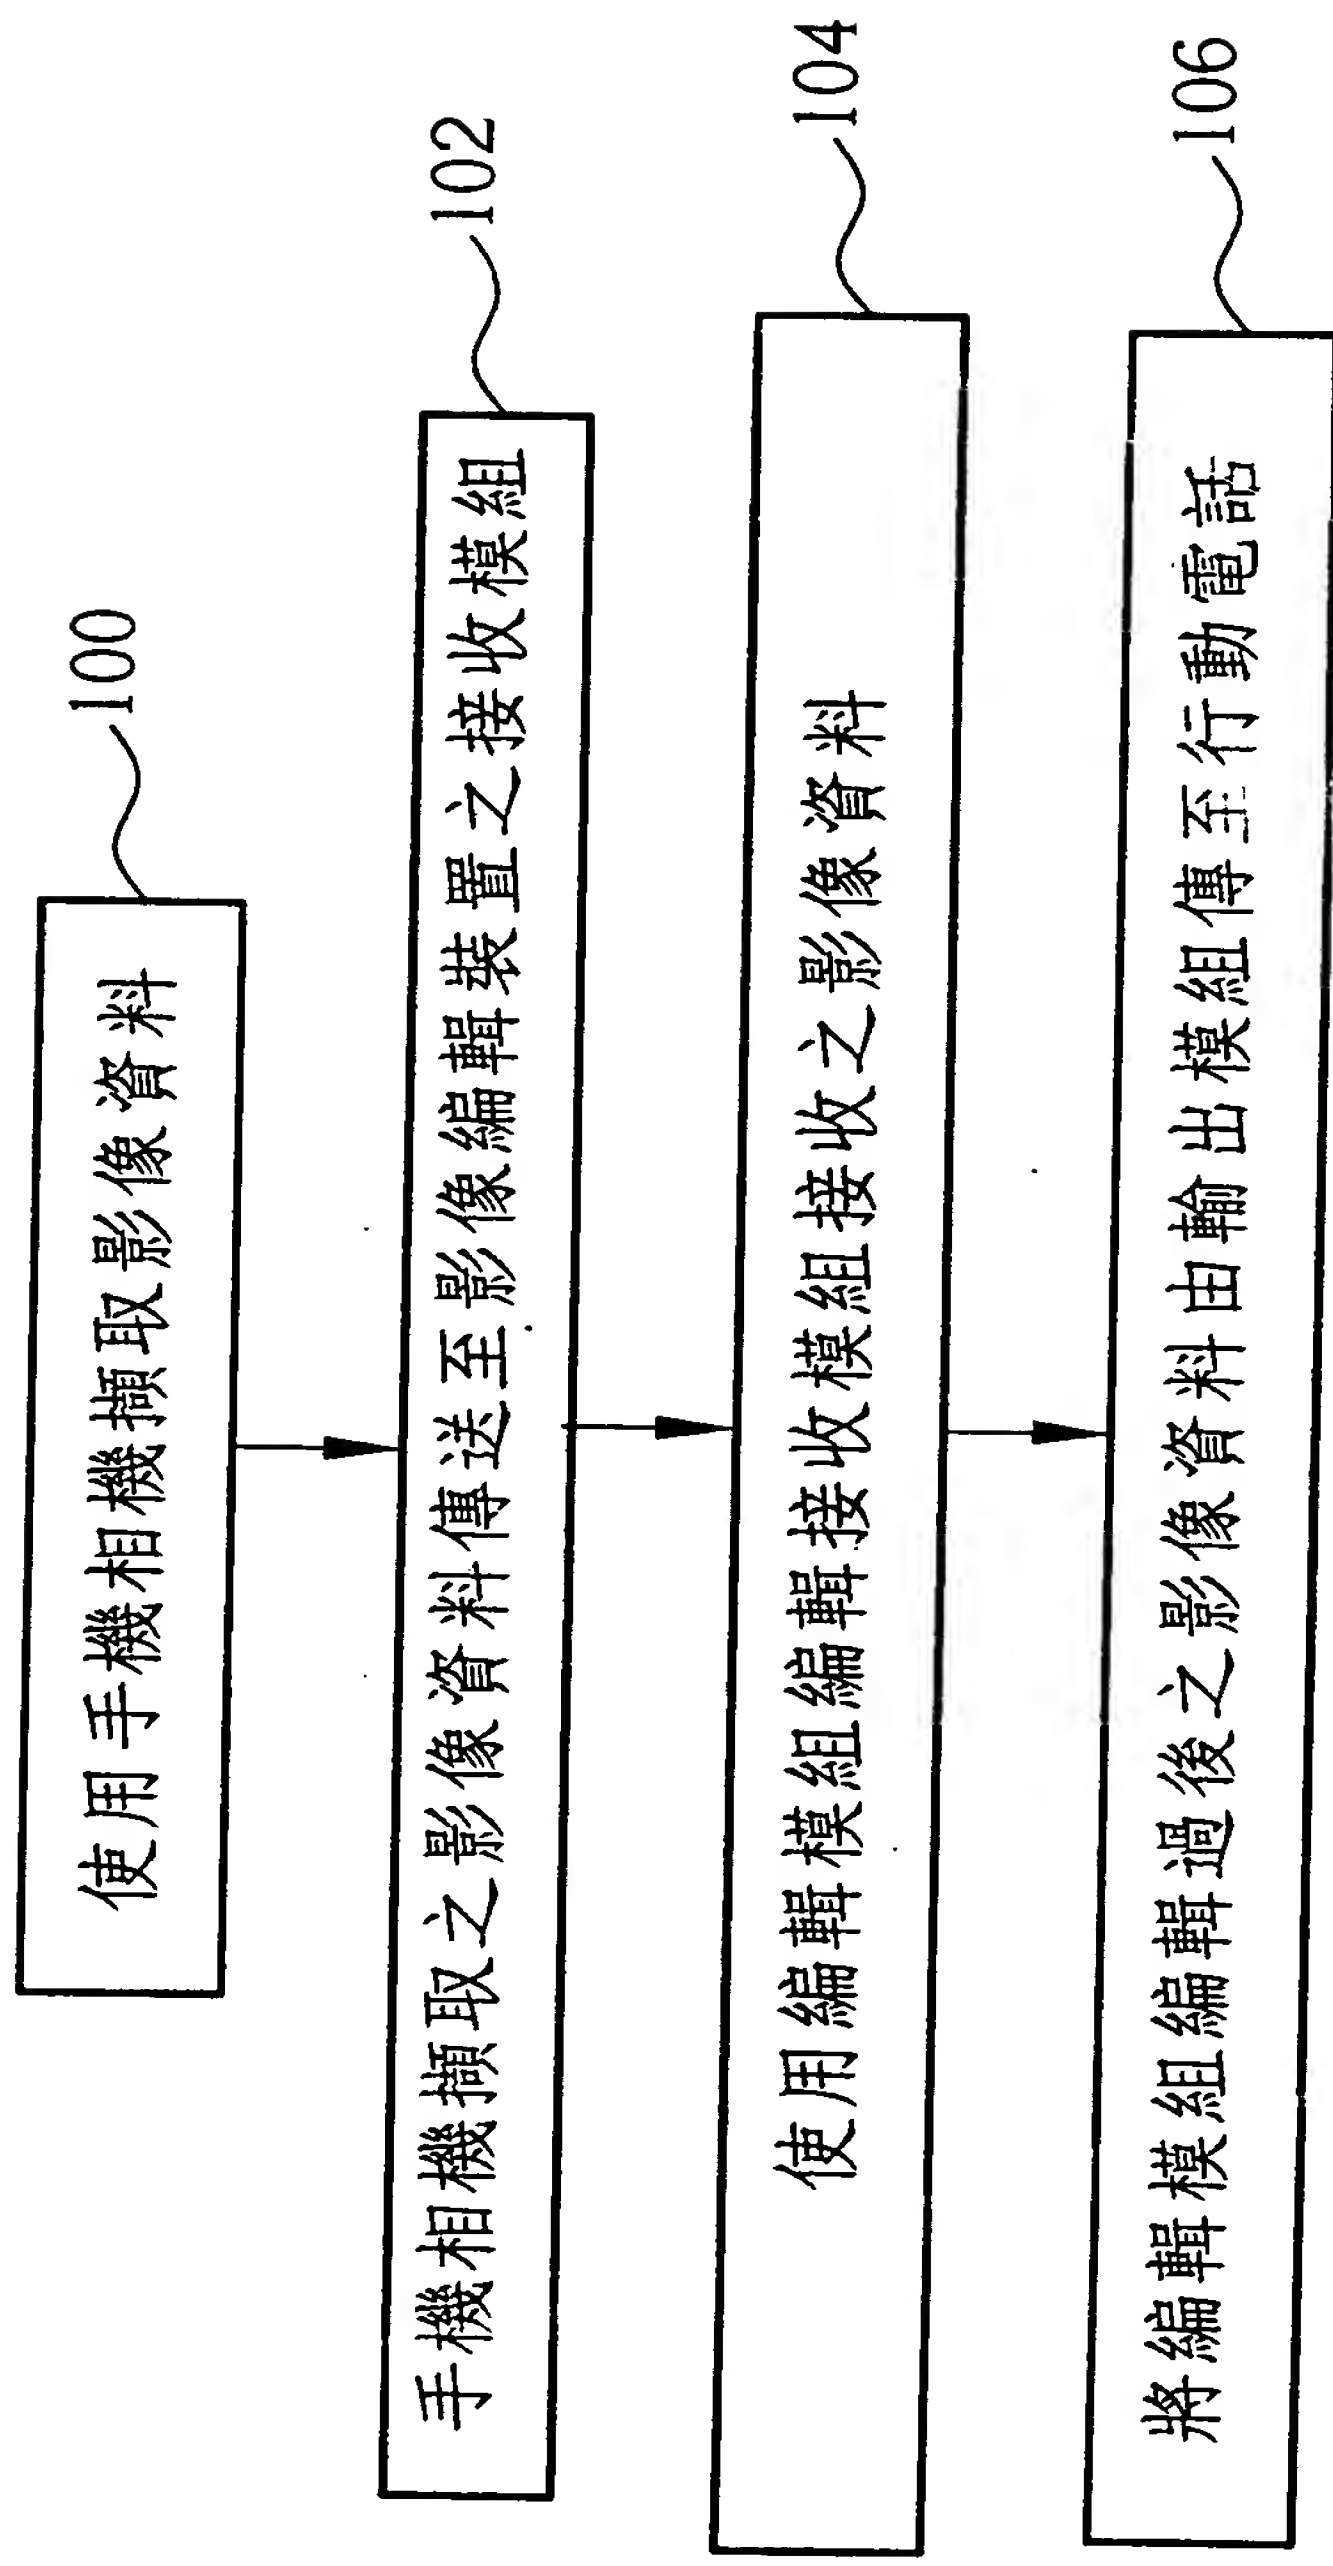 100
使用手機相機擷取影像資料
102
手機相機擷取之影像資料傳送至影像編輯裝置之接收模組
104
使用編輯模組編輯接收模組接收之影像資料
106
將編輯模組編輯過後之影像資料由輸出模組傳至行動電話